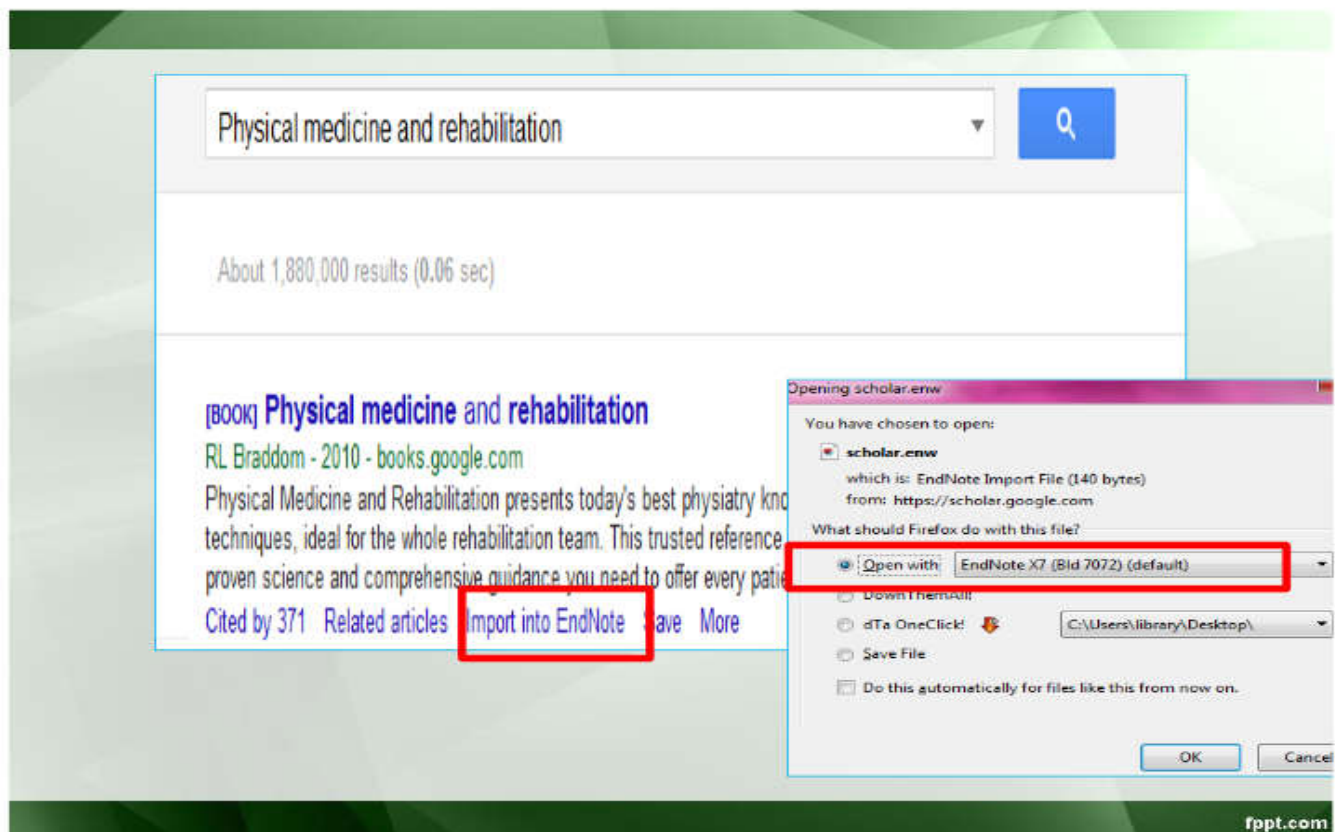 Physical medicine and rehabilitation
About 1,880,000 results (0.06 sec)
[BOOK] Physical medicine and rehabilitation
RL Braddom - 2010 - books.google.com
Physical Medicine and Rehabilitation presents today's best physiatry kno
techniques, ideal for the whole rehabilitation team. This trusted reference
proven science and comprehensive guidance you need to offer every patie
Cited by 371 Related articles Import into EndNote Save More
Opening scholar.enw
You have chosen to open:
scholar.enw
which is: EndNote Import File (140 bytes)
from: https://scholar.google.com
What should Firefox do with this file?
Open with EndNote X7 (Bld 7072) (default)
DownThemAll!
dTa OneClick! C:\Users\library\Desktop\
Save File
Do this automatically for files like this from now on.
OK Cancel
fppt.com